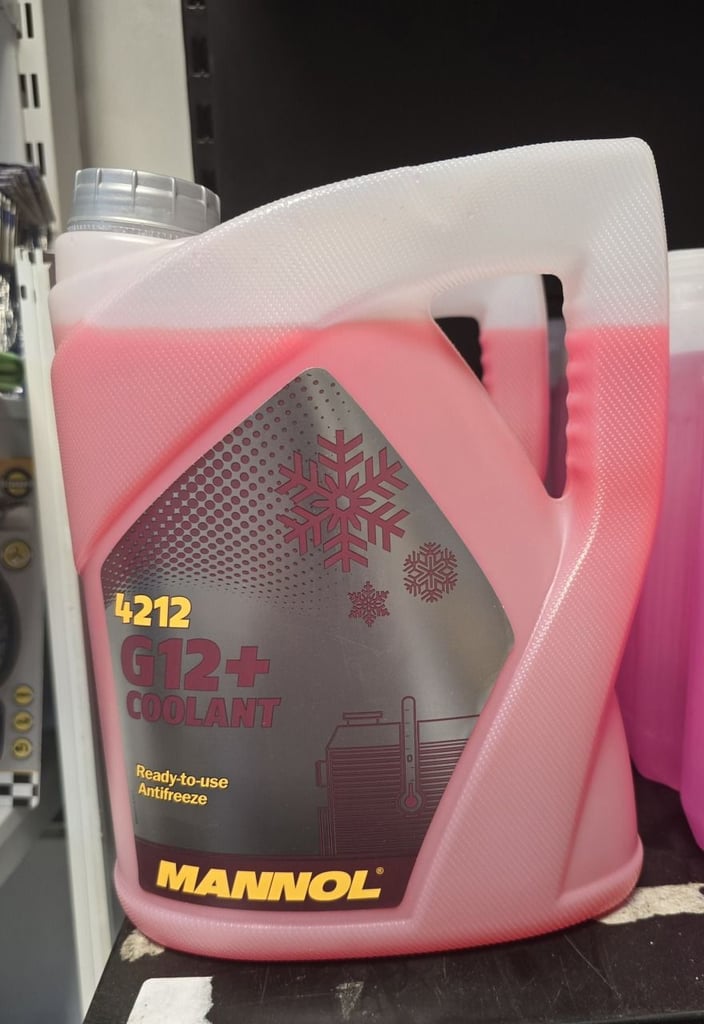 4212
G12+
COOLANT
Ready-to-use
Antifreeze
MANNOL®